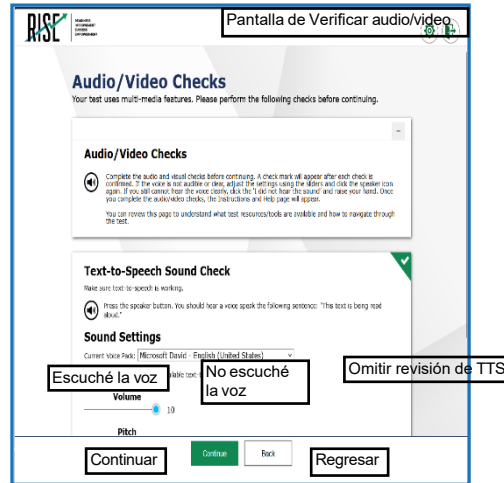 RISE
Pantalla de Verificar audio/video
Audio/Video Checks
Your test uses multi-media features. Please perform the following checks before continuing.
Audio/Video Checks
Complete the audio and visual checks before continuing. A check mark will appear after each check is
confirmed. If the voice is not audible or clear, adjust the settings using the sliders and click the speaker icon
again. If you still cannot hear the voice clearly, click the 'I did not hear the sound' and raise your hand. Once
you complete the audio/video checks, the Instructions and Help page will appear.
You can review this page to understand what test resources/tools are available and how to navigate through
the test.
Text-to-Speech Sound Check
Make sure text-to-speech is working.
Press the speaker button. You should hear a voice speak the following sentence: "This text is being read
aloud."
Sound Settings
Current Voice Pack: Microsoft David - English (United States)
Escuché la voz
No escuché
la voz
Omitir revisión de TTS
Volume
10
Pitch
Continuar
Continue
Back
Regresar